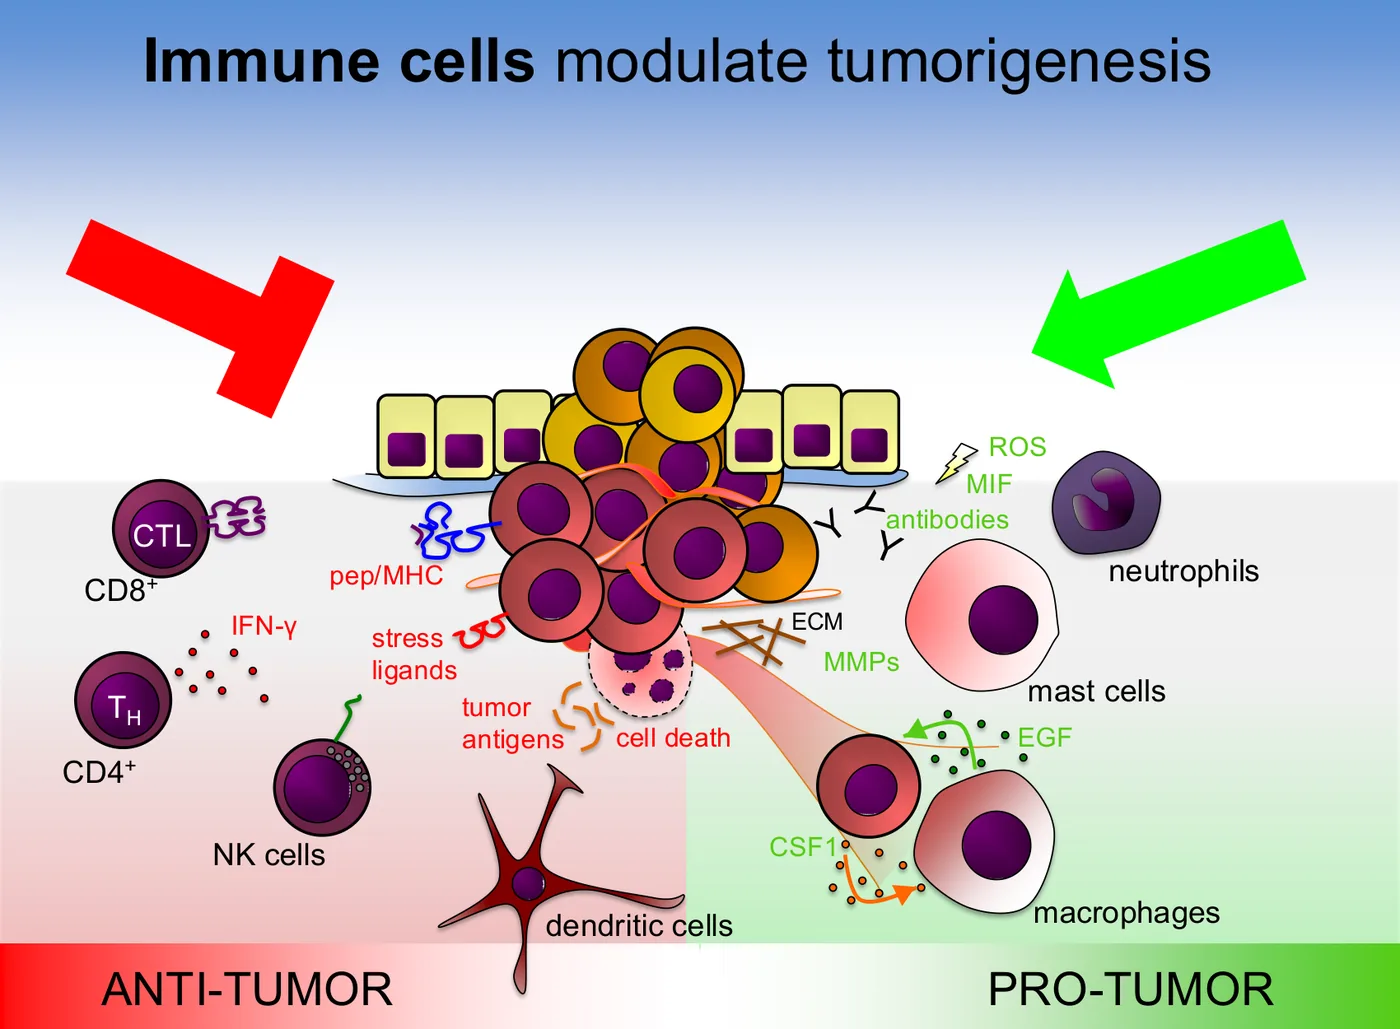 Immune cells modulate tumorigenesis
CTL
CD8+
pep/MHC
IFN-γ
stress
ligands
TH
CD4+
tumor
antigens
cell death
NK cells
dendritic cells
ROS
MIF
antibodies
neutrophils
ECM
MMPs
mast cells
EGF
CSF1
macrophages
ANTI-TUMOR
PRO-TUMOR